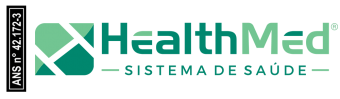 ANS nº 42.172-3
HealthMed®
SISTEMA DE SAÚDE